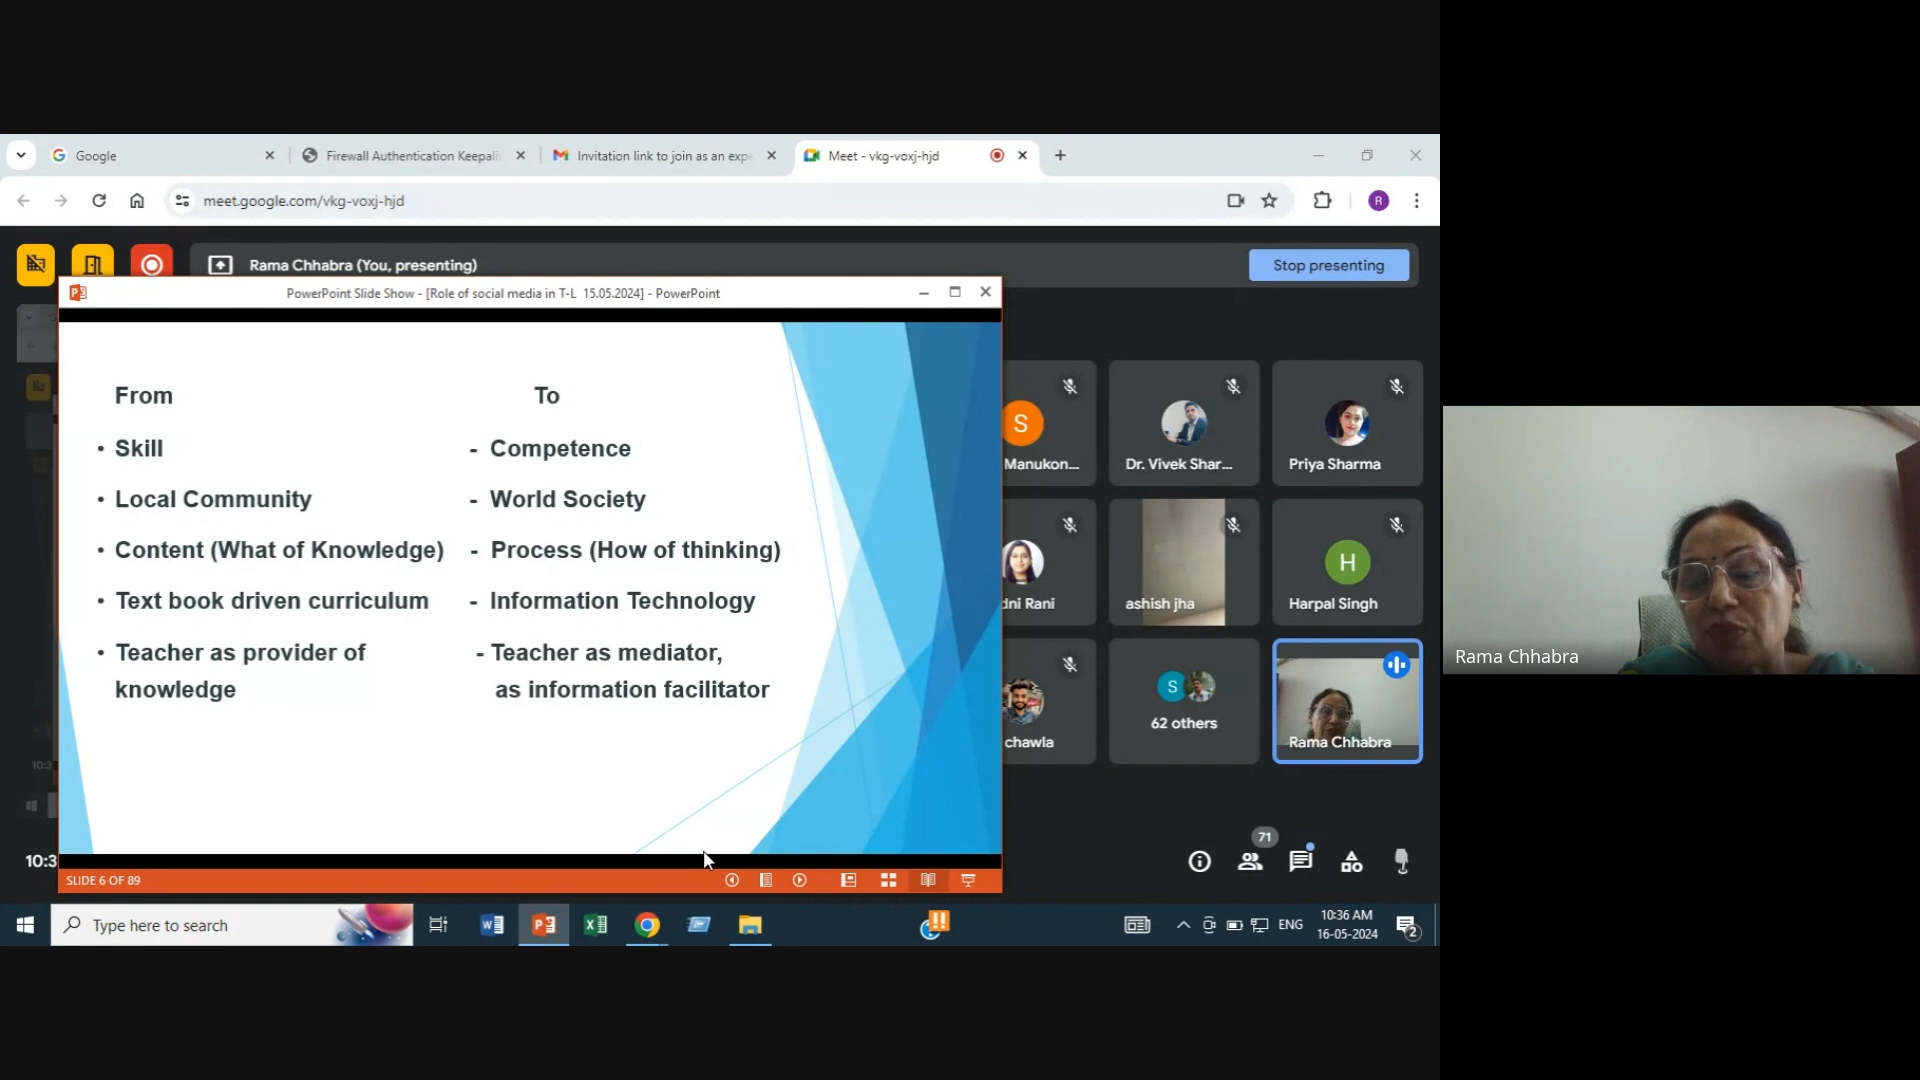 Google
Firewall Authentication Keepali
Invitation link to join as an expe
Meet - vkg-voxj-hjd
meet.google.com/vkg-voxj-hjd
R
Rama Chhabra (You, presenting)
Stop presenting
PowerPoint Slide Show - [Role of social media in T-L 15.05.2024] - PowerPoint
From To
• Skill - Competence
• Local Community - World Society
• Content (What of Knowledge) - Process (How of thinking)
• Text book driven curriculum - Information Technology
• Teacher as provider of - Teacher as mediator,
knowledge as information facilitator
SLIDE 6 OF 89
S
Manukon...
Dr. Vivek Shar...
Priya Sharma
dni Rani
ashish jha
H
Harpal Singh
chawla
S
62 others
Rama Chhabra
Rama Chhabra
71
10:3
10:3
Type here to search
ENG
10:36 AM
16-05-2024
2